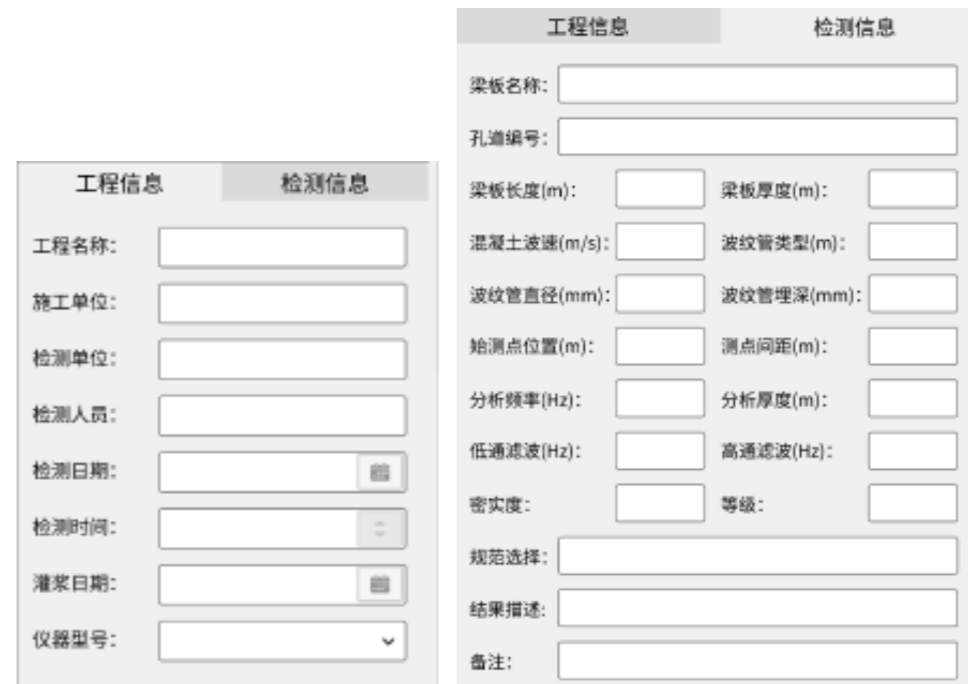 工程信息 检测信息
工程名称：
施工单位：
检测单位：
检测人员：
检测日期：
检测时间：
灌浆日期：
仪器型号：
工程信息 检测信息
梁板名称：
孔道编号：
梁板长度(m)： 梁板厚度(m)：
混凝土波速(m/s)： 波纹管类型(m)：
波纹管直径(mm)： 波纹管埋深(mm)：
始测点位置(m)： 测点间距(m)：
分析频率(Hz)： 分析厚度(m)：
低通滤波(Hz)： 高通滤波(Hz)：
密实度： 等级：
规范选择：
结果描述：
备注：